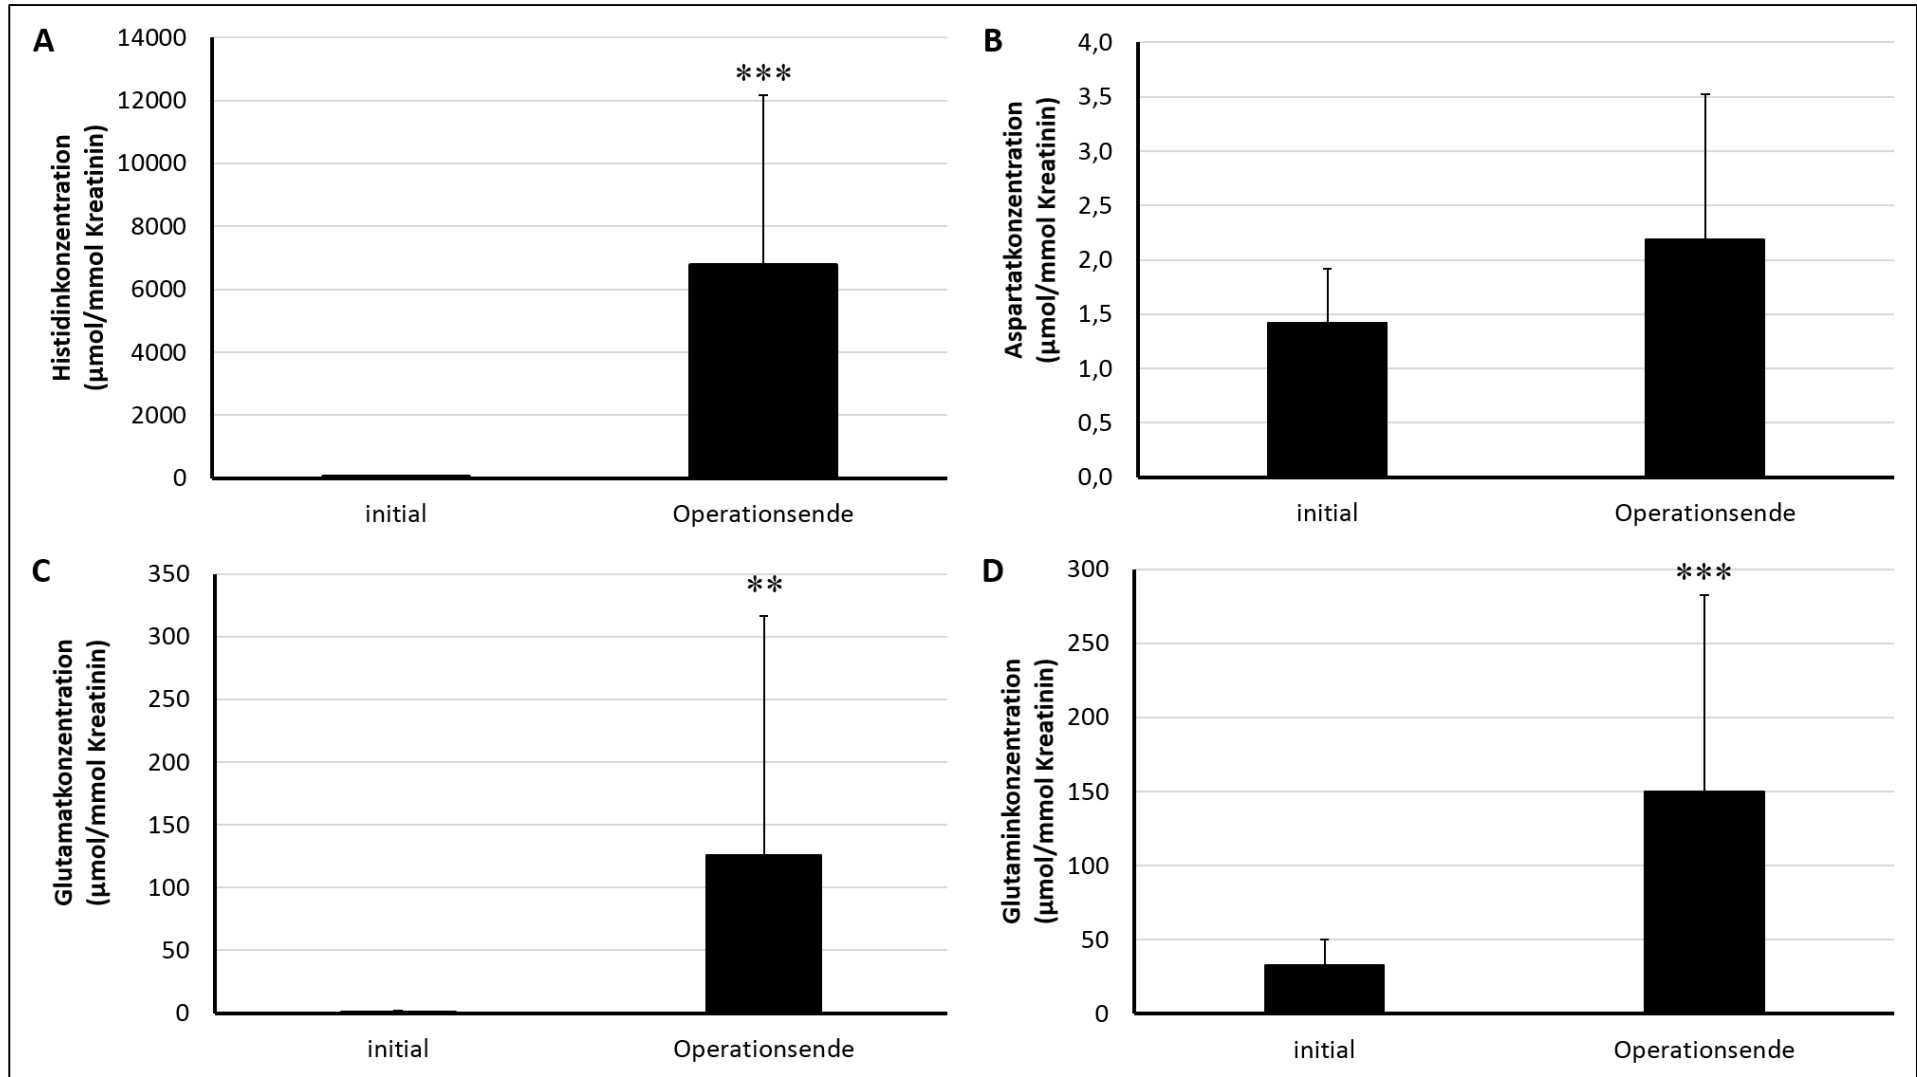 A
Histidinkonzentration
(µmol/mmol Kreatinin)
14000
12000
10000
8000
6000
4000
2000
0
***
initial
Operationsende
B
Aspartatkonzentration
(µmol/mmol Kreatinin)
4,0
3,5
3,0
2,5
2,0
1,5
1,0
0,5
0,0
initial
Operationsende
C
Glutamatkonzentration
(µmol/mmol Kreatinin)
350
300
250
200
150
100
50
0
**
initial
Operationsende
D
Glutaminkonzentration
(µmol/mmol Kreatinin)
300
250
200
150
100
50
0
***
initial
Operationsende